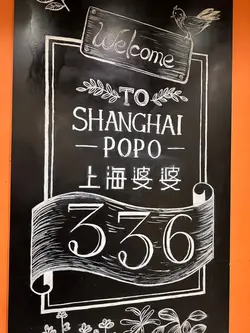 Welcome
TO
SHANGHAI
— POPO —
上海婆婆
336